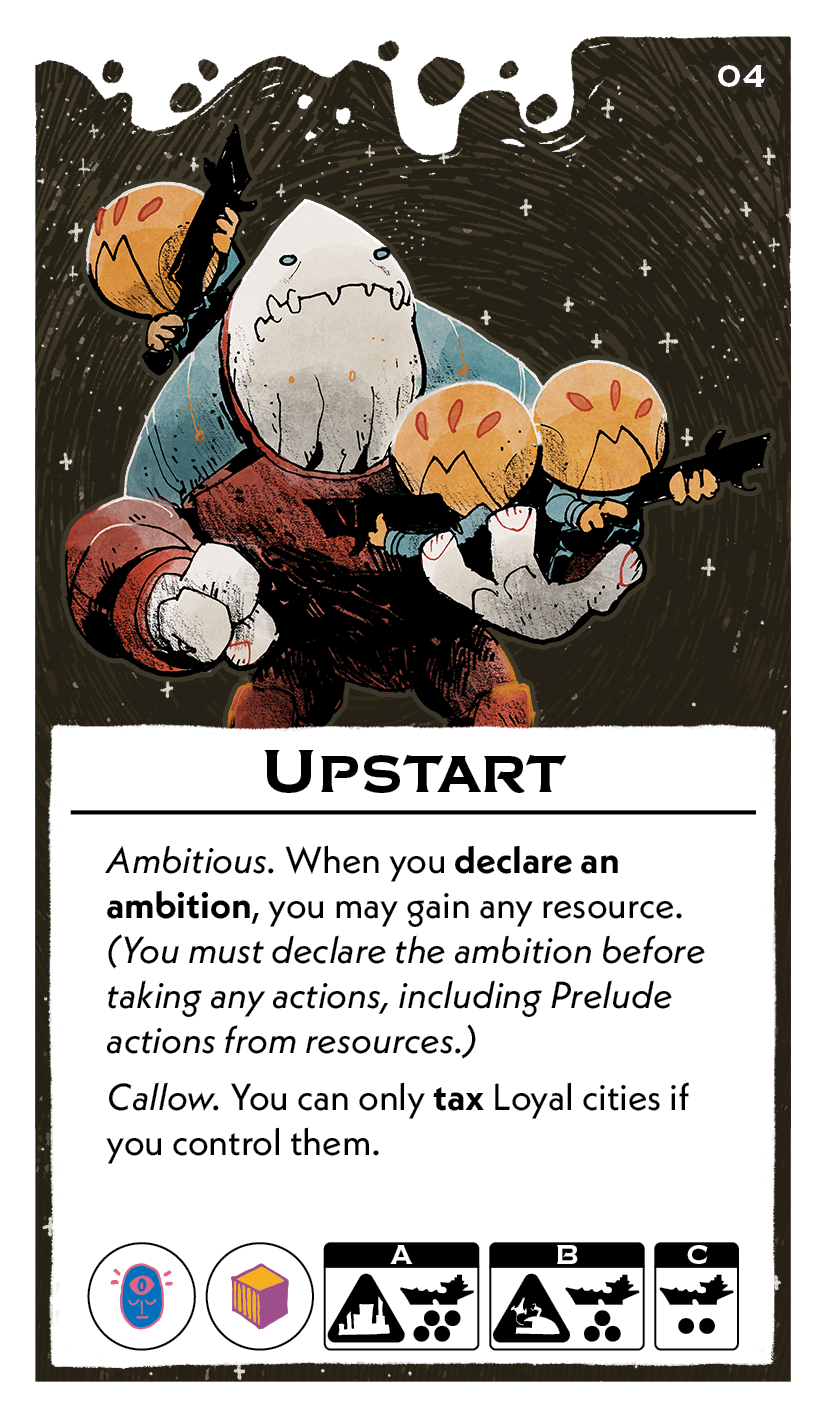 04
Upstart
Ambitious. When you declare an
ambition, you may gain any resource.
(You must declare the ambition before
taking any actions, including Prelude
actions from resources.)
Callow. You can only tax Loyal cities if
you control them.
A B C